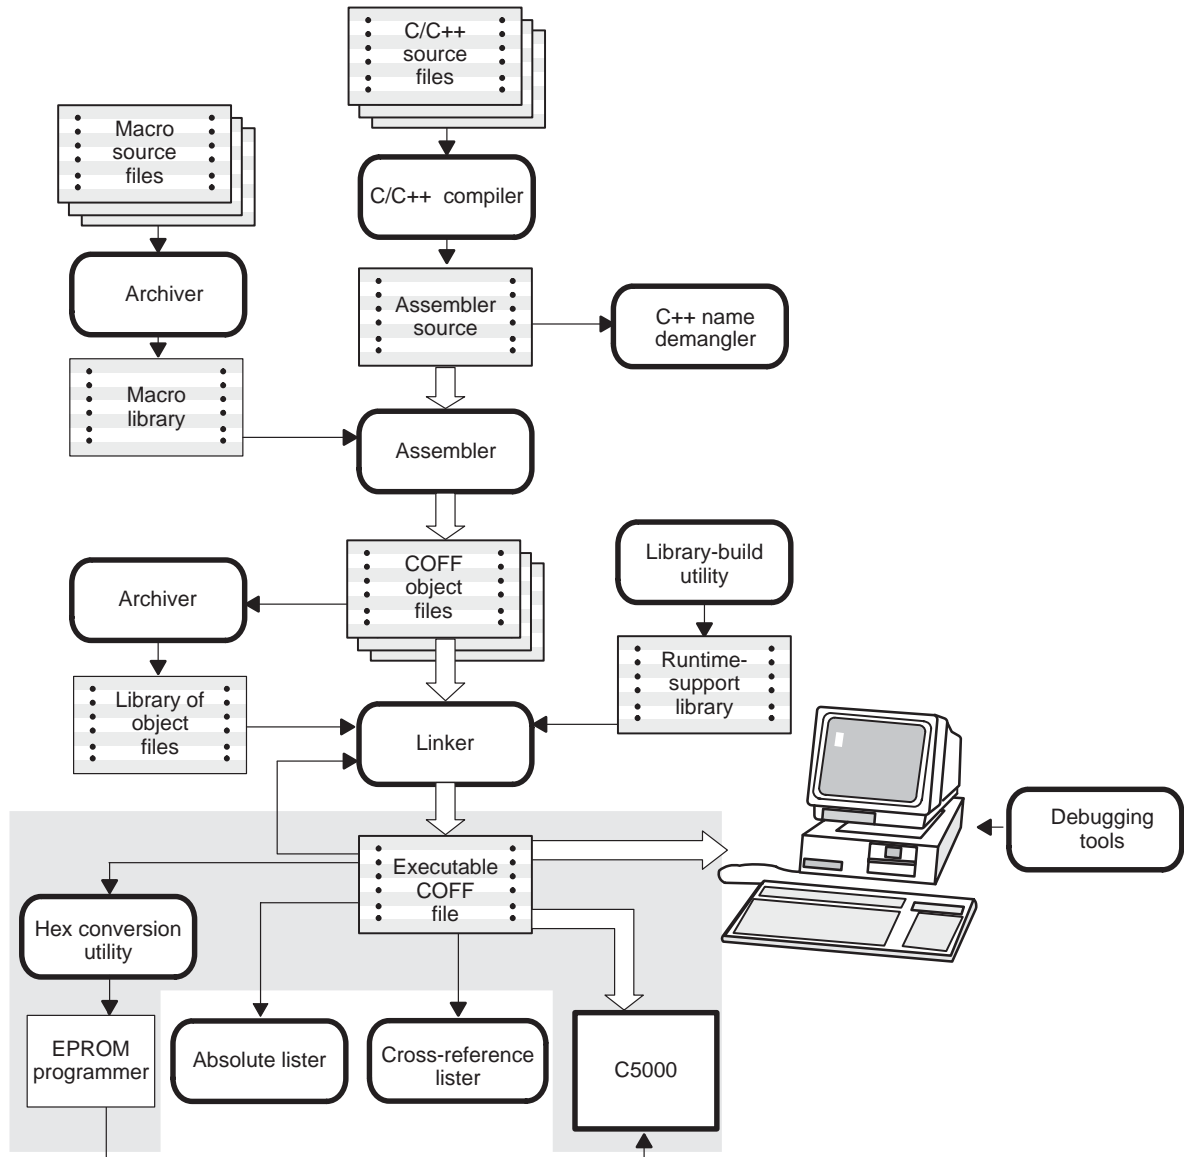 C/C++
source
files
Macro
source
files
C/C++ compiler
Archiver
Assembler
source
C++ name
demangler
Macro
library
Assembler
COFF
object
files
Library-build
utility
Archiver
Runtime-
support
library
Library of
object
files
Linker
Debugging
tools
Executable
COFF
file
Hex conversion
utility
EPROM
programmer
Absolute lister
Cross-reference
lister
C5000